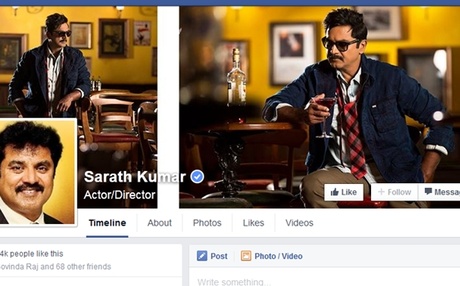 Sarath Kumar
Actor/Director
Like
Follow
Timeline
About
Photos
Likes
Videos
4k people like this
ovinda Raj and 68 other friends
Post
Photo / Video
Write something...